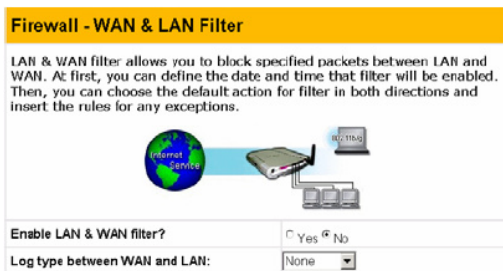 Firewall - WAN & LAN Filter
LAN & WAN filter allows you to block specified packets between LAN and
WAN. At first, you can define the date and time that filter will be enabled.
Then, you can choose the default action for filter in both directions and
insert the rules for any exceptions.
Internet
Service
Enable LAN & WAN filter? Yes No
Log type between WAN and LAN: None